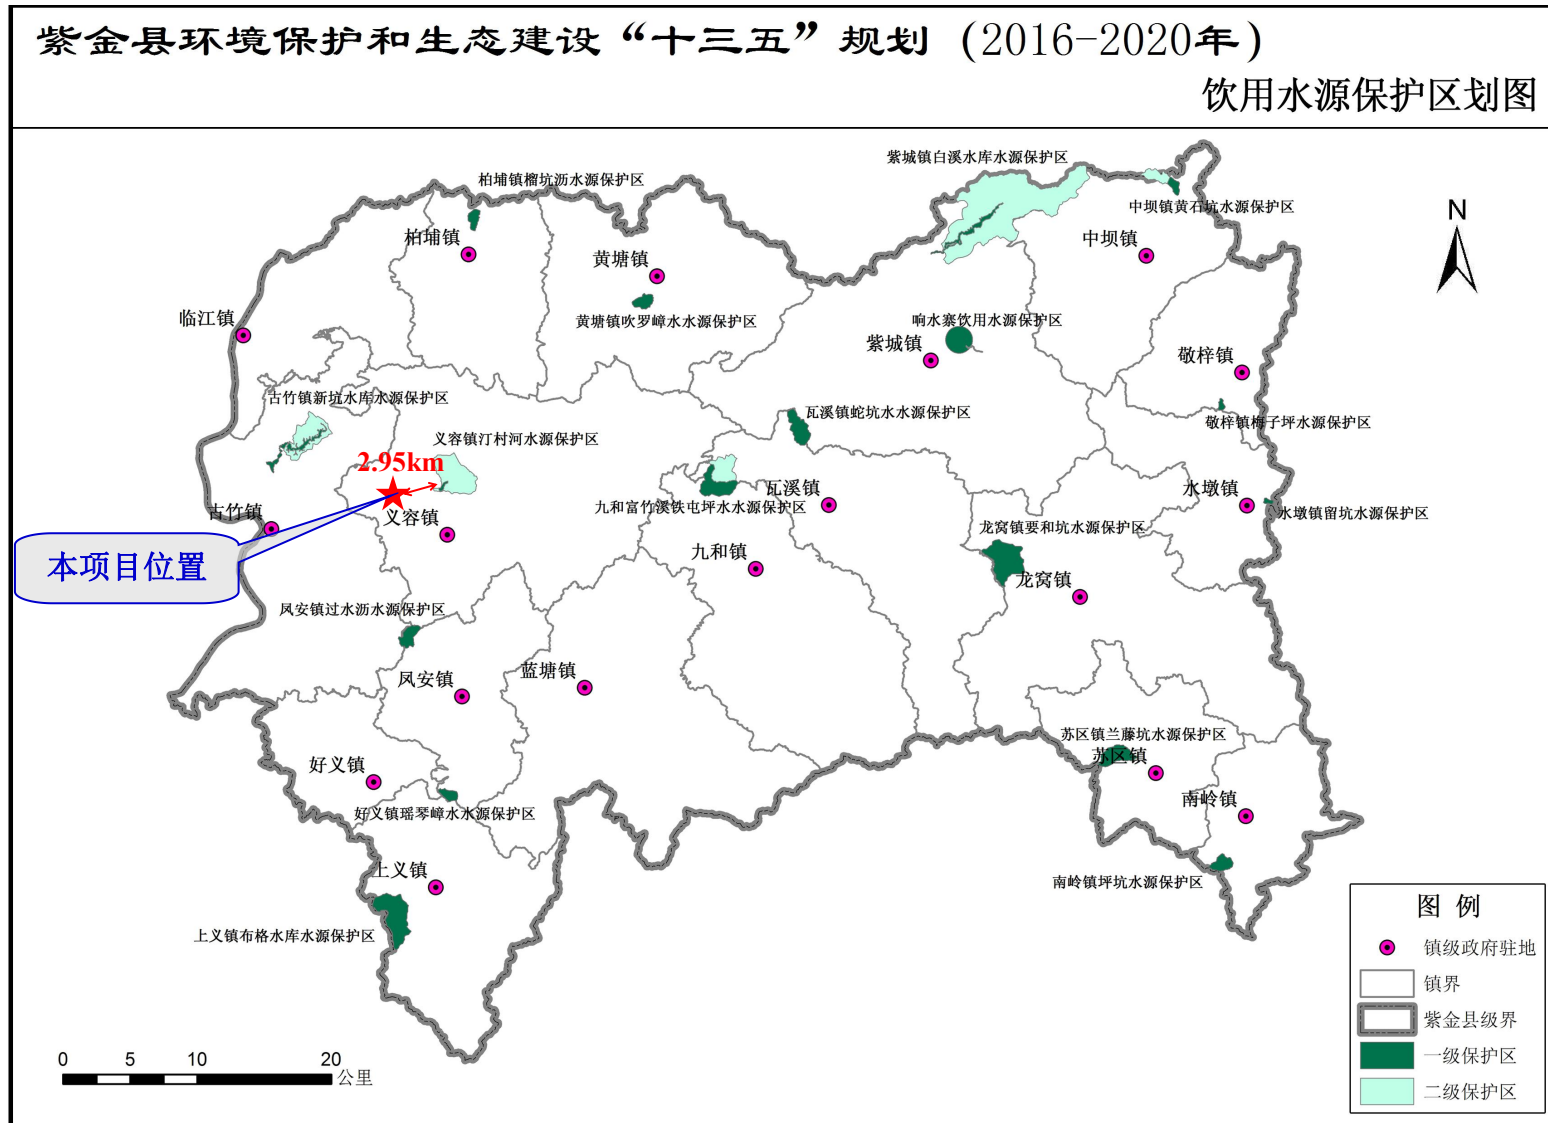 紫金县环境保护和生态建设“十三五”规划（2016-2020年）
饮用水源保护区划图
紫城镇白溪水库水源保护区
柏埔镇榴坑沥水源保护区
中坝镇黄石坑水源保护区
N
柏埔镇
中坝镇
黄塘镇
临江镇
黄塘镇吹罗嶂水水源保护区
响水寨饮用水源保护区
紫城镇
敬梓镇
古竹镇新坑水库水源保护区
瓦溪镇蛇坑水水源保护区
敬梓镇梅子坪水源保护区
义容镇汀村河水源保护区
2.95km
瓦溪镇
水墩镇
九和富竹溪铁屯坪水水源保护区
古竹镇
义容镇
水墩镇留坑水源保护区
龙窝镇要和坑水源保护区
九和镇
本项目位置
龙窝镇
凤安镇过水沥水源保护区
蓝塘镇
凤安镇
苏区镇兰藤坑水源保护区
苏区镇
好义镇
南岭镇
好义镇瑶琴嶂水水源保护区
上义镇
南岭镇坪坑水源保护区
上义镇布格水库水源保护区
图 例
镇级政府驻地
镇界
紫金县级界
一级保护区
二级保护区
0 5 10 20
公里